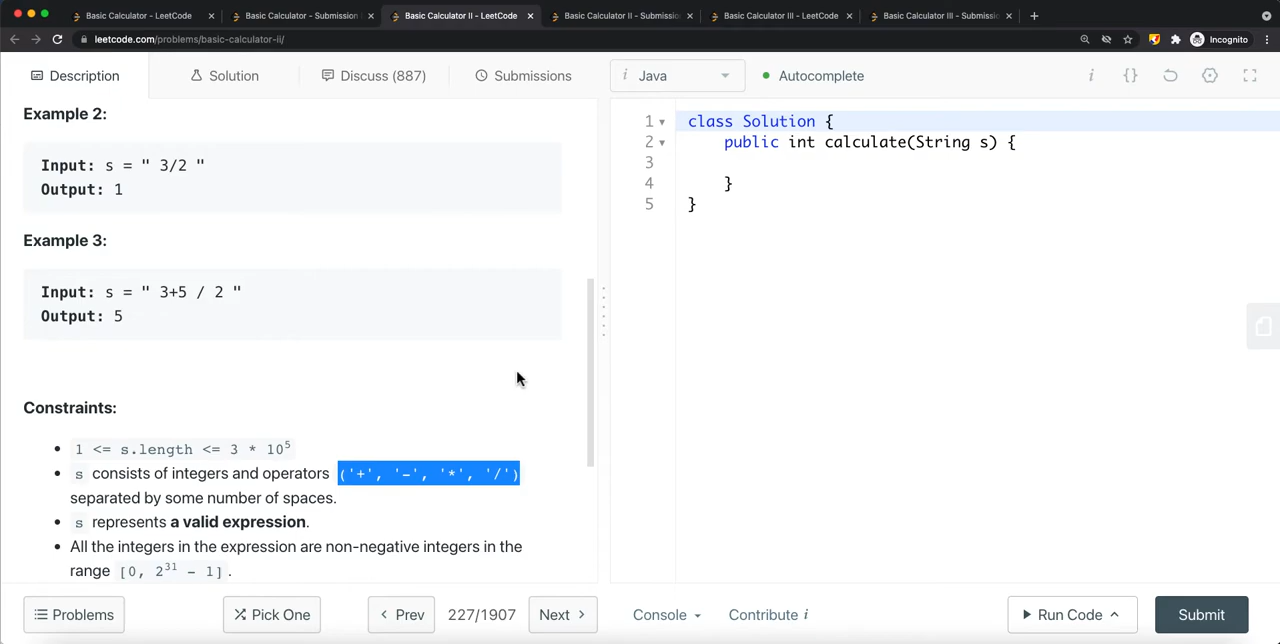 Basic Calculator - LeetCode
Basic Calculator - Submission
Basic Calculator II - LeetCode
Basic Calculator II - Submissio
Basic Calculator III - LeetCode
Basic Calculator III - Submissio
leetcode.com/problems/basic-calculator-ii/
Incognito
Description
Solution
Discuss (887)
Submissions
i Java
Autocomplete
i {}
Example 2:
Input: s = " 3/2 "
Output: 1
Example 3:
Input: s = " 3+5 / 2 "
Output: 5
Constraints:
• 1 <= s.length <= 3 * 10⁵
• s consists of integers and operators ('+', '-', '*', '/')
separated by some number of spaces.
• s represents a valid expression.
• All the integers in the expression are non-negative integers in the
range [0, 2³¹ - 1].
1 class Solution {
2 public int calculate(String s) {
3
4 }
5 }
Problems
Pick One
< Prev
227/1907
Next >
Console
Contribute i
Run Code
Submit